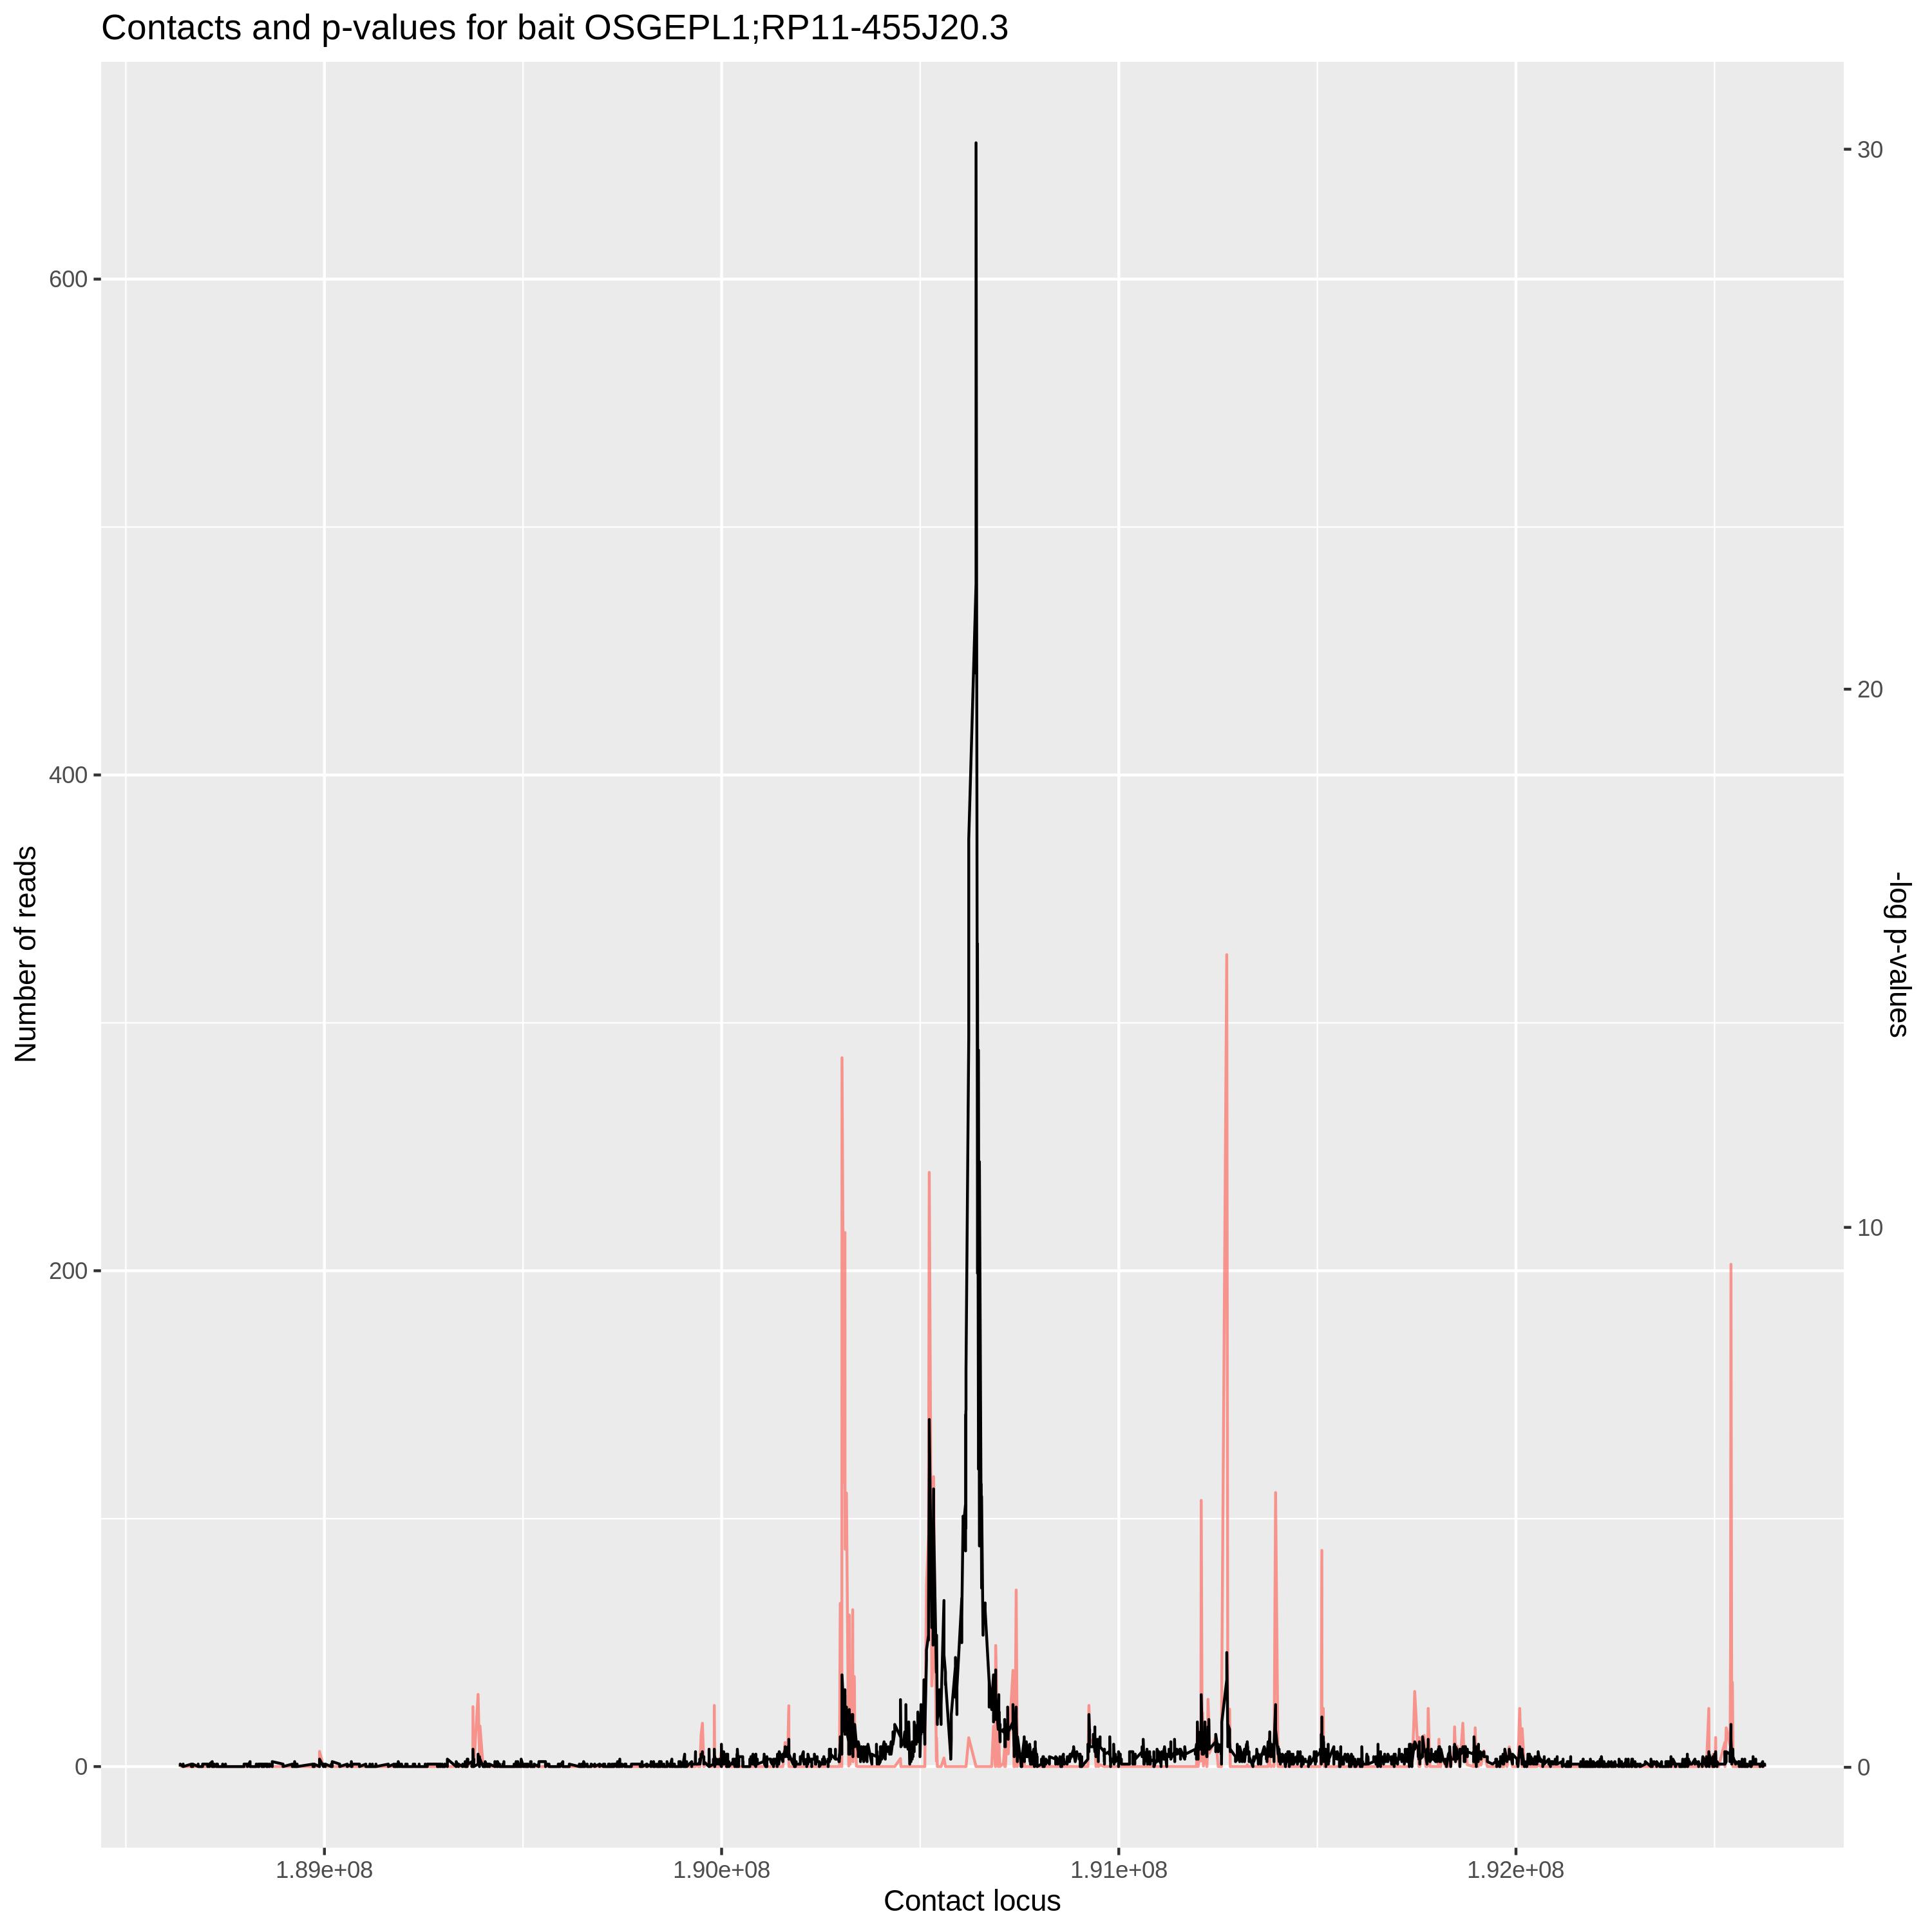 Contacts and p-values for bait OSGEPL1;RP11-455J20.3
Number of reads
600
400
200
0
30
20
10
0
-log p-values
1.89e+08
1.90e+08
1.91e+08
1.92e+08
Contact locus